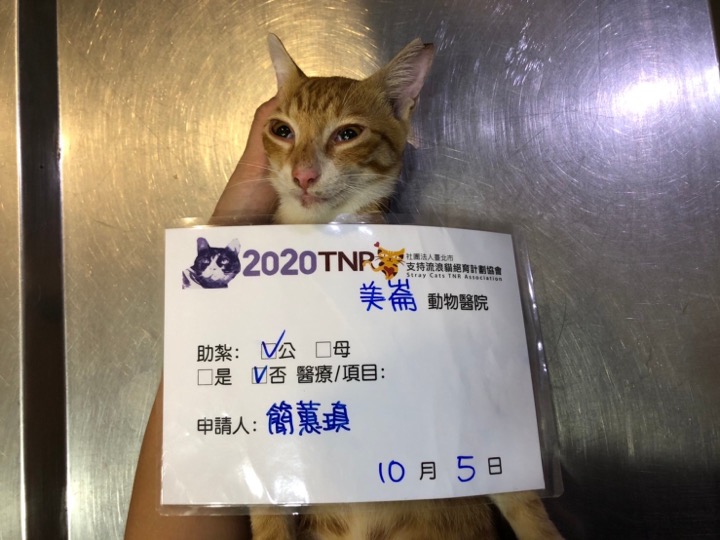 2020 TNR
社團法人臺北市
支持流浪貓絕育計劃協會
Stray Cats TNR Association
美崙 動物醫院
助紮： ☑公 □母
□是 ☑否 醫療/項目：
申請人：簡蕙瑱
10 月 5 日